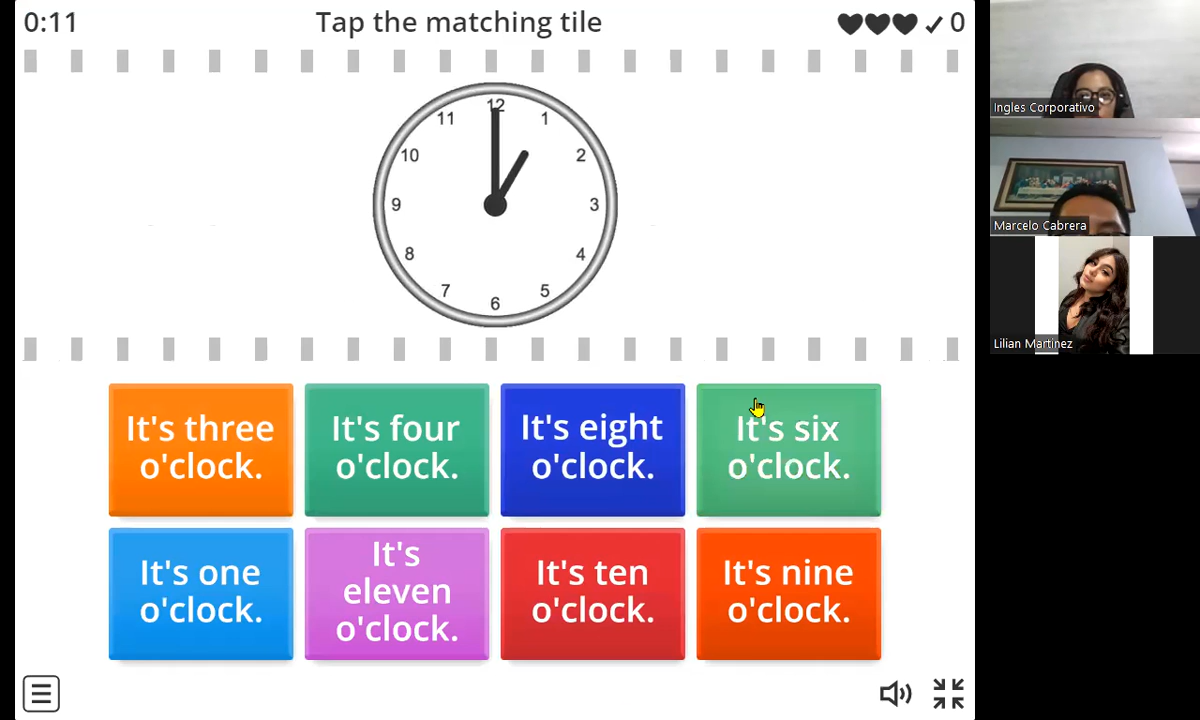 0:11
Tap the matching tile
0
12
1
2
3
4
5
6
7
8
9
10
11
It's three
o'clock.
It's four
o'clock.
It's eight
o'clock.
It's six
o'clock.
It's one
o'clock.
It's
eleven
o'clock.
It's ten
o'clock.
It's nine
o'clock.
Ingles Corporativo
Marcelo Cabrera
Lilian Martinez